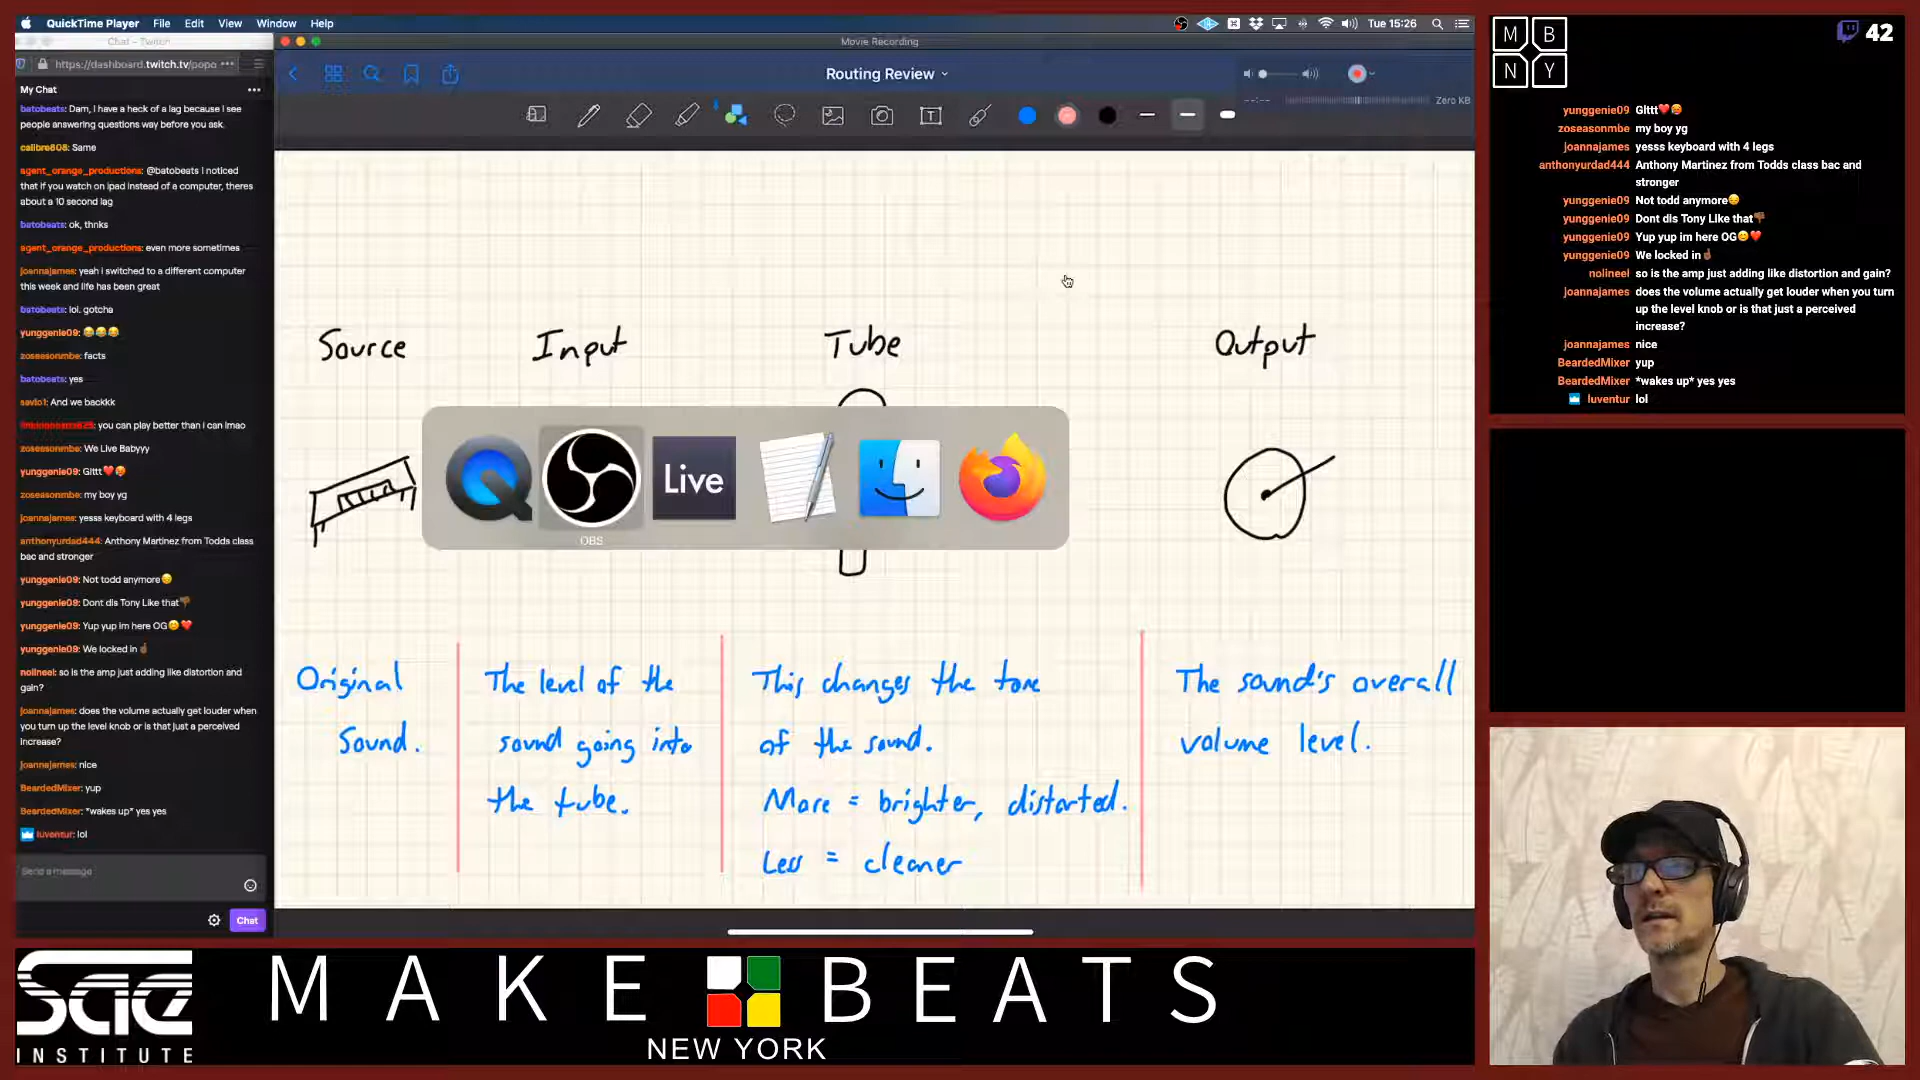 QuickTime Player File Edit View Window Help
Tue 15:26
Chat – Twitch
https://dashboard.twitch.tv/popo
My Chat
batobeats: Dam, I have a heck of a lag because I see
people answering questions way before you ask.
calibre808: Same
agent_orange_productions: @batobeats I noticed
that if you watch on ipad instead of a computer, theres
about a 10 second lag
batobeats: ok, thnks
agent_orange_productions: even more sometimes
joannajames: yeah i switched to a different computer
this week and life has been great
batobeats: lol. gotcha
yunggenie09: 😂😂😂
zoseasonmbe: facts
batobeats: yes
savlo1: And we backkk
you can play better than i can lmao
zoseasonmbe: We Live Babyyy
yunggenie09: Glttt❤️🥵
zoseasonmbe: my boy yg
joannajames: yesss keyboard with 4 legs
anthonyurdad444: Anthony Martinez from Todds class
bac and stronger
yunggenie09: Not todd anymore😔
yunggenie09: Dont dis Tony Like that👎🏾
yunggenie09: Yup yup im here OG😊❤️
yunggenie09: We locked in
nolineel: so is the amp just adding like distortion and
gain?
joannajames: does the volume actually get louder when
you turn up the level knob or is that just a perceived
increase?
joannajames: nice
BeardedMixer: yup
BeardedMixer: *wakes up* yes yes
luventur: lol
Send a message
Chat
Movie Recording
Routing Review
--:--
Zero KB
Source Input Tube Output
Live
OBS
Original
Sound.
The level of the
sound going into
the tube.
This changes the tone
of the sound.
More = brighter, distorted.
Less = cleaner
The sound's overall
volume level.
M B
N Y
42
yunggenie09 Glttt❤️🥵
zoseasonmbe my boy yg
joannajames yesss keyboard with 4 legs
anthonyurdad444 Anthony Martinez from Todds class bac and
stronger
yunggenie09 Not todd anymore😔
yunggenie09 Dont dis Tony Like that👎🏾
yunggenie09 Yup yup im here OG😊❤️
yunggenie09 We locked in
nolineel so is the amp just adding like distortion and gain?
joannajames does the volume actually get louder when you turn
up the level knob or is that just a perceived
increase?
joannajames nice
BeardedMixer yup
BeardedMixer *wakes up* yes yes
luventur lol
sae
INSTITUTE
MAKE BEATS
NEW YORK